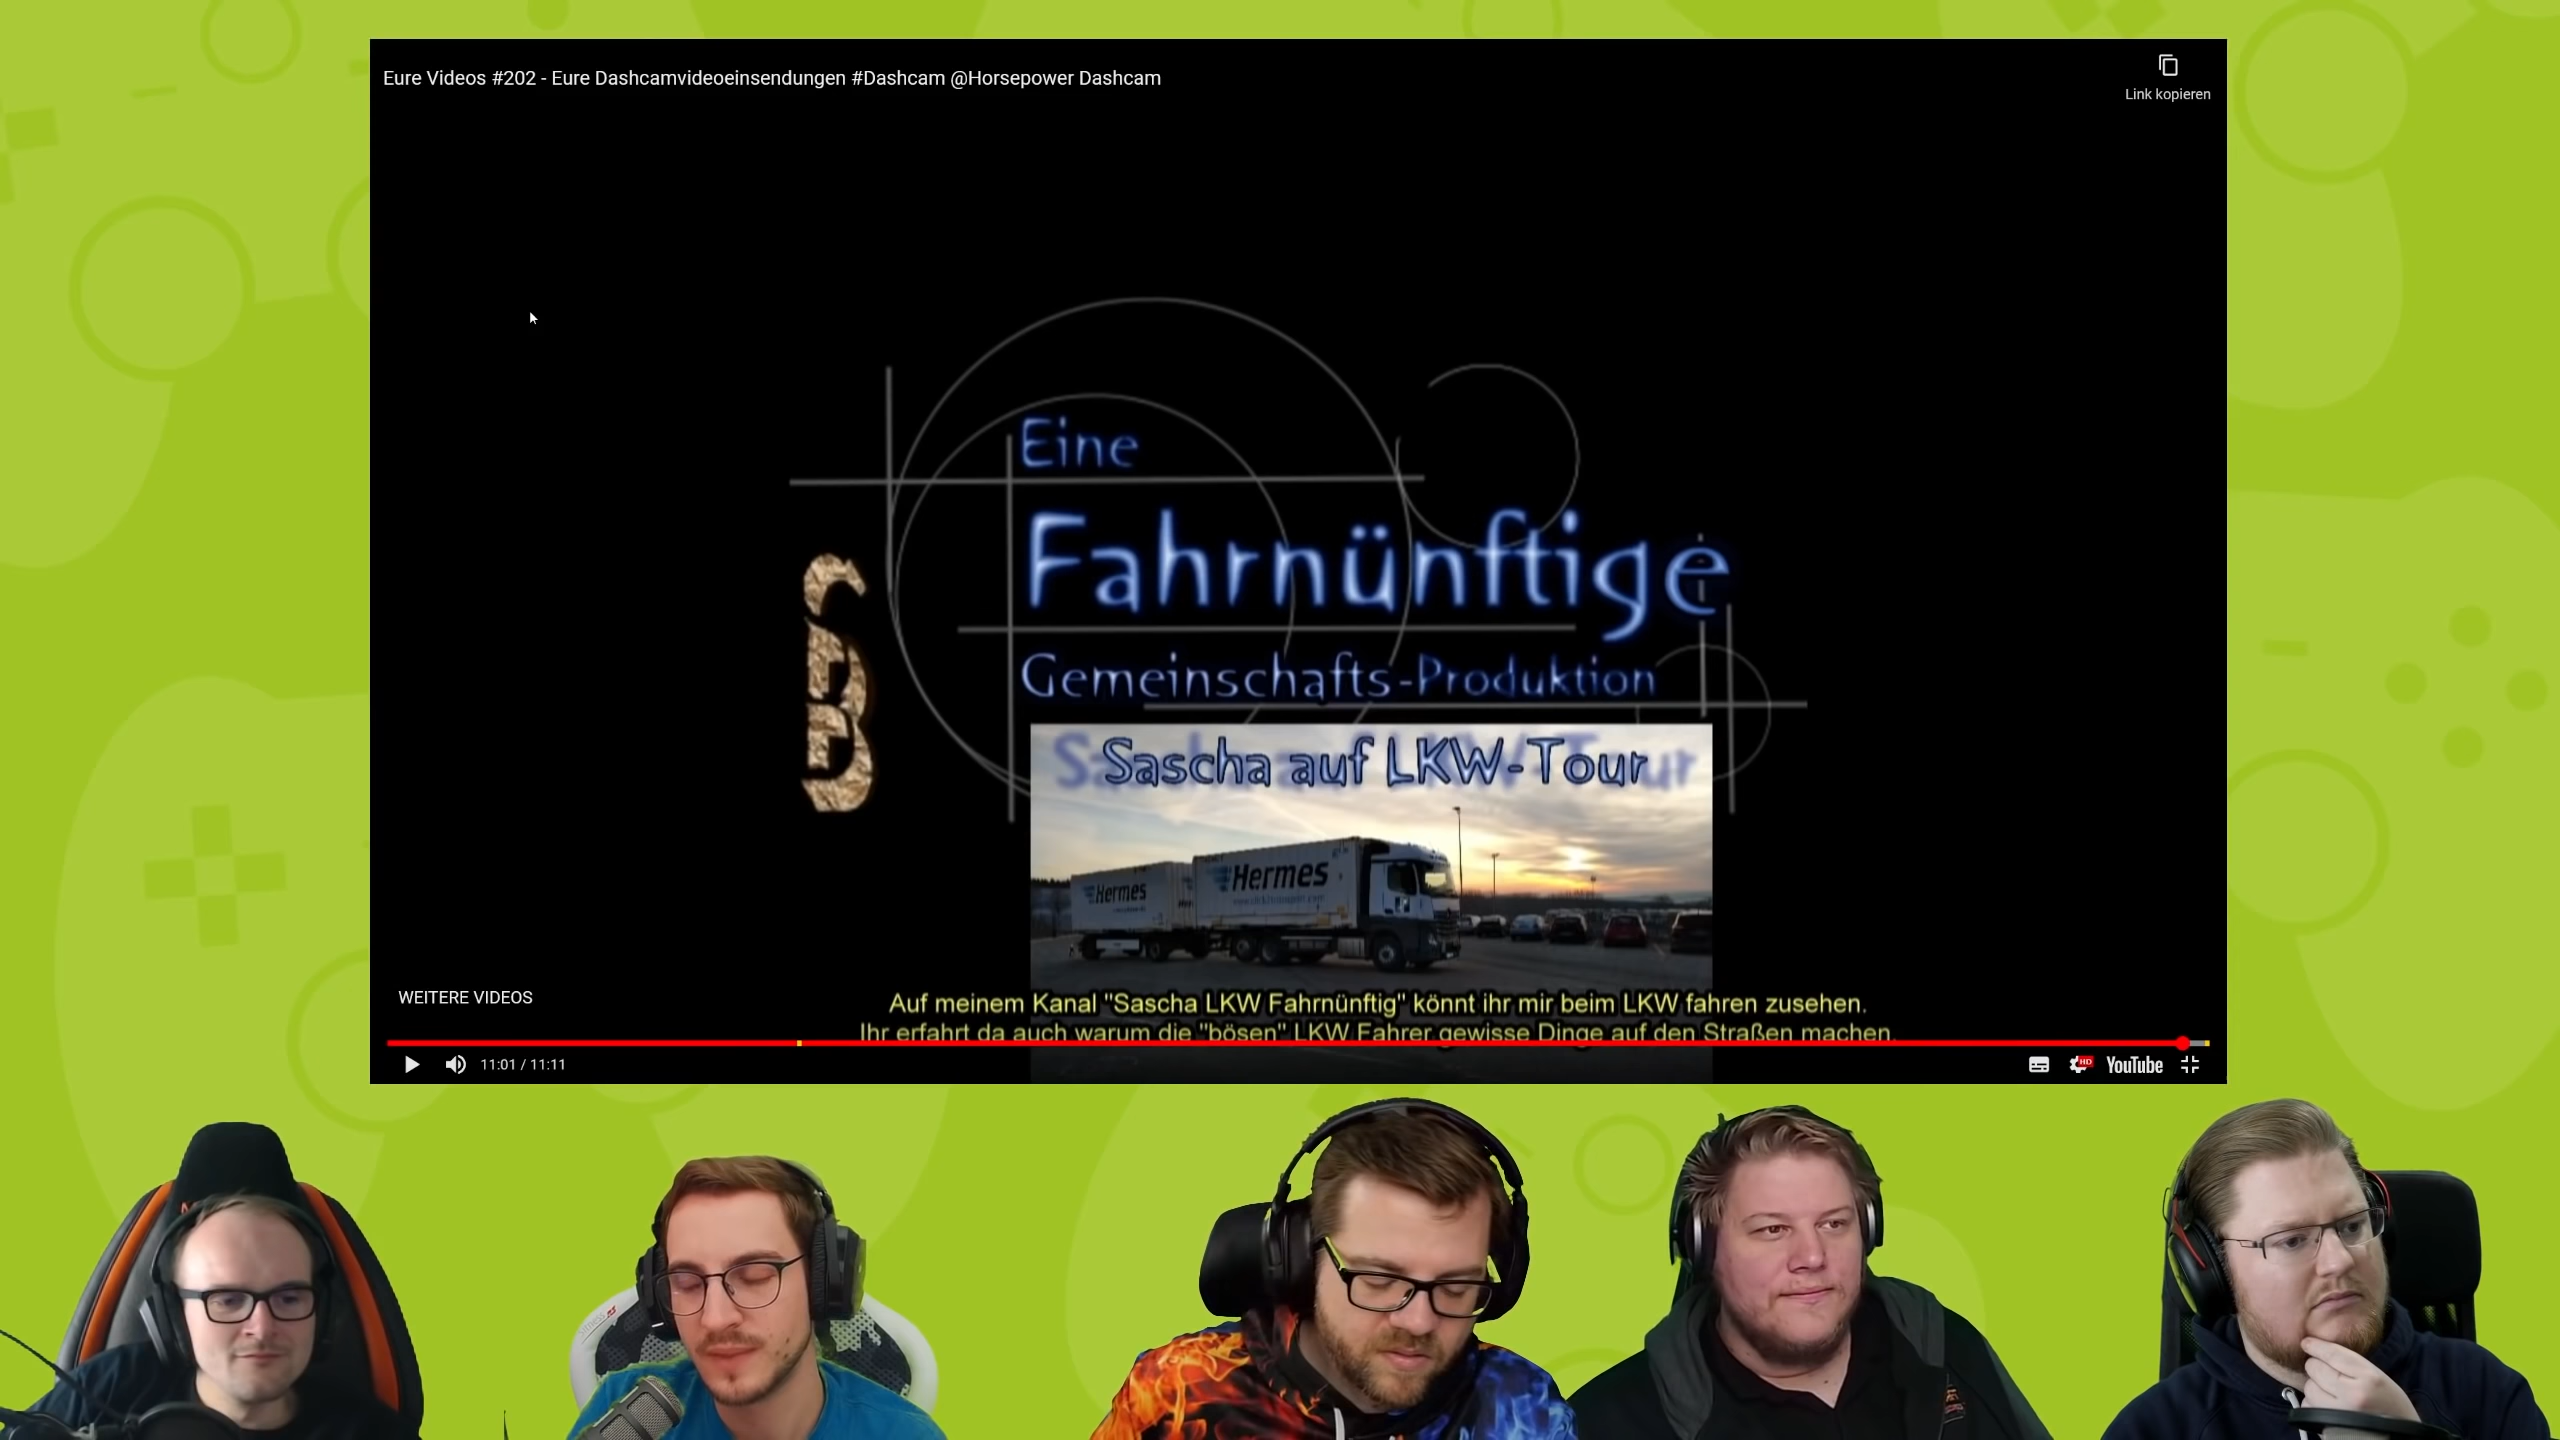 Eure Videos #202 - Eure Dashcamvideoeinsendungen #Dashcam @Horsepower Dashcam
Link kopieren
Eine
Fahrnünftige
Gemeinschafts-Produktion
SDB
Sascha auf LKW-Tour
Hermes
Hermes
WEITERE VIDEOS
Auf meinem Kanal "Sascha LKW Fahrnünftig" könnt ihr mir beim LKW fahren zusehen.
Ihr erfahrt da auch warum die "bösen" LKW Fahrer gewisse Dinge auf den Straßen machen.
11:01 / 11:11
HD
YouTube